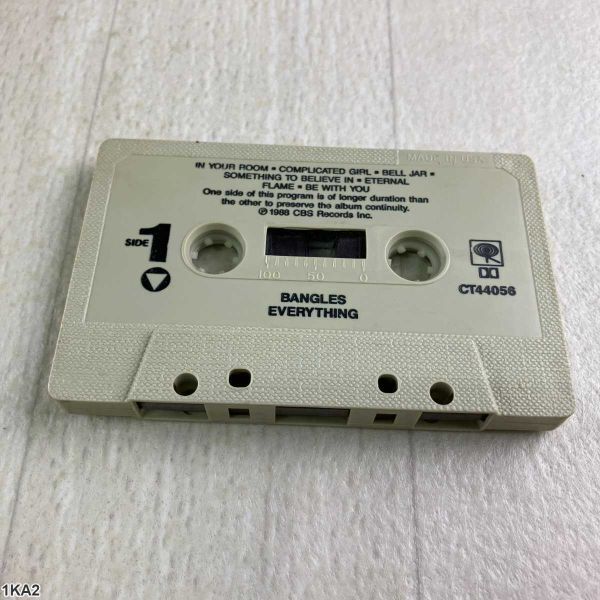 MADE IN U.S.A.
IN YOUR ROOM • COMPLICATED GIRL • BELL JAR •
SOMETHING TO BELIEVE IN • ETERNAL
FLAME • BE WITH YOU
One side of this program is of longer duration than
the other to preserve the album continuity.
℗ 1988 CBS Records Inc.
SIDE 1
100 50 0
CT44056
BANGLES
EVERYTHING
1KA2